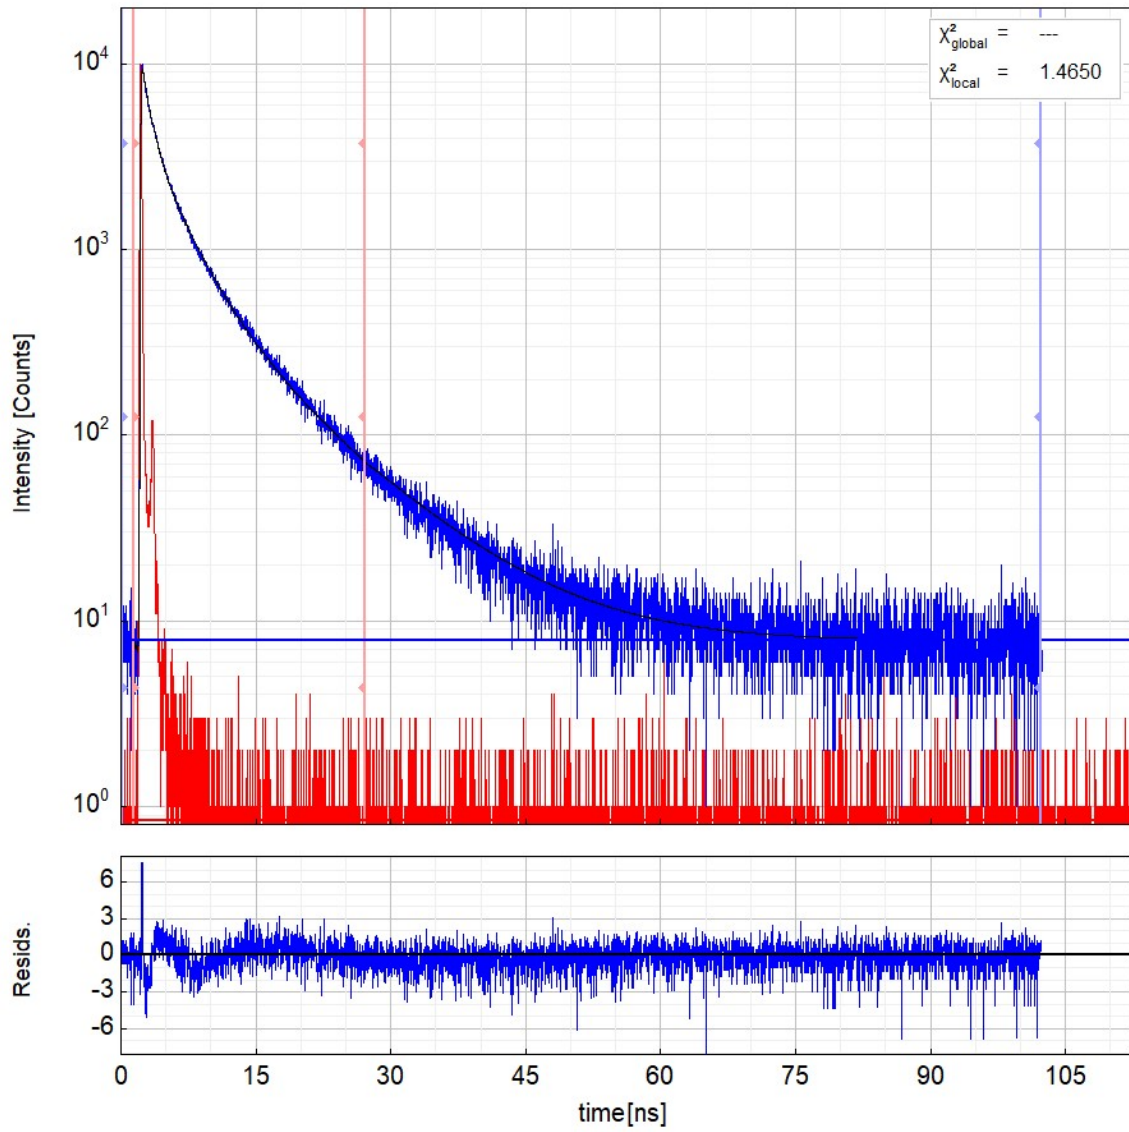 χ²global = ---
χ²local = 1.4650
Intensity [Counts]
10⁴
10³
10²
10¹
10⁰
Resids.
6
3
0
-3
-6
0 15 30 45 60 75 90 105
time[ns]